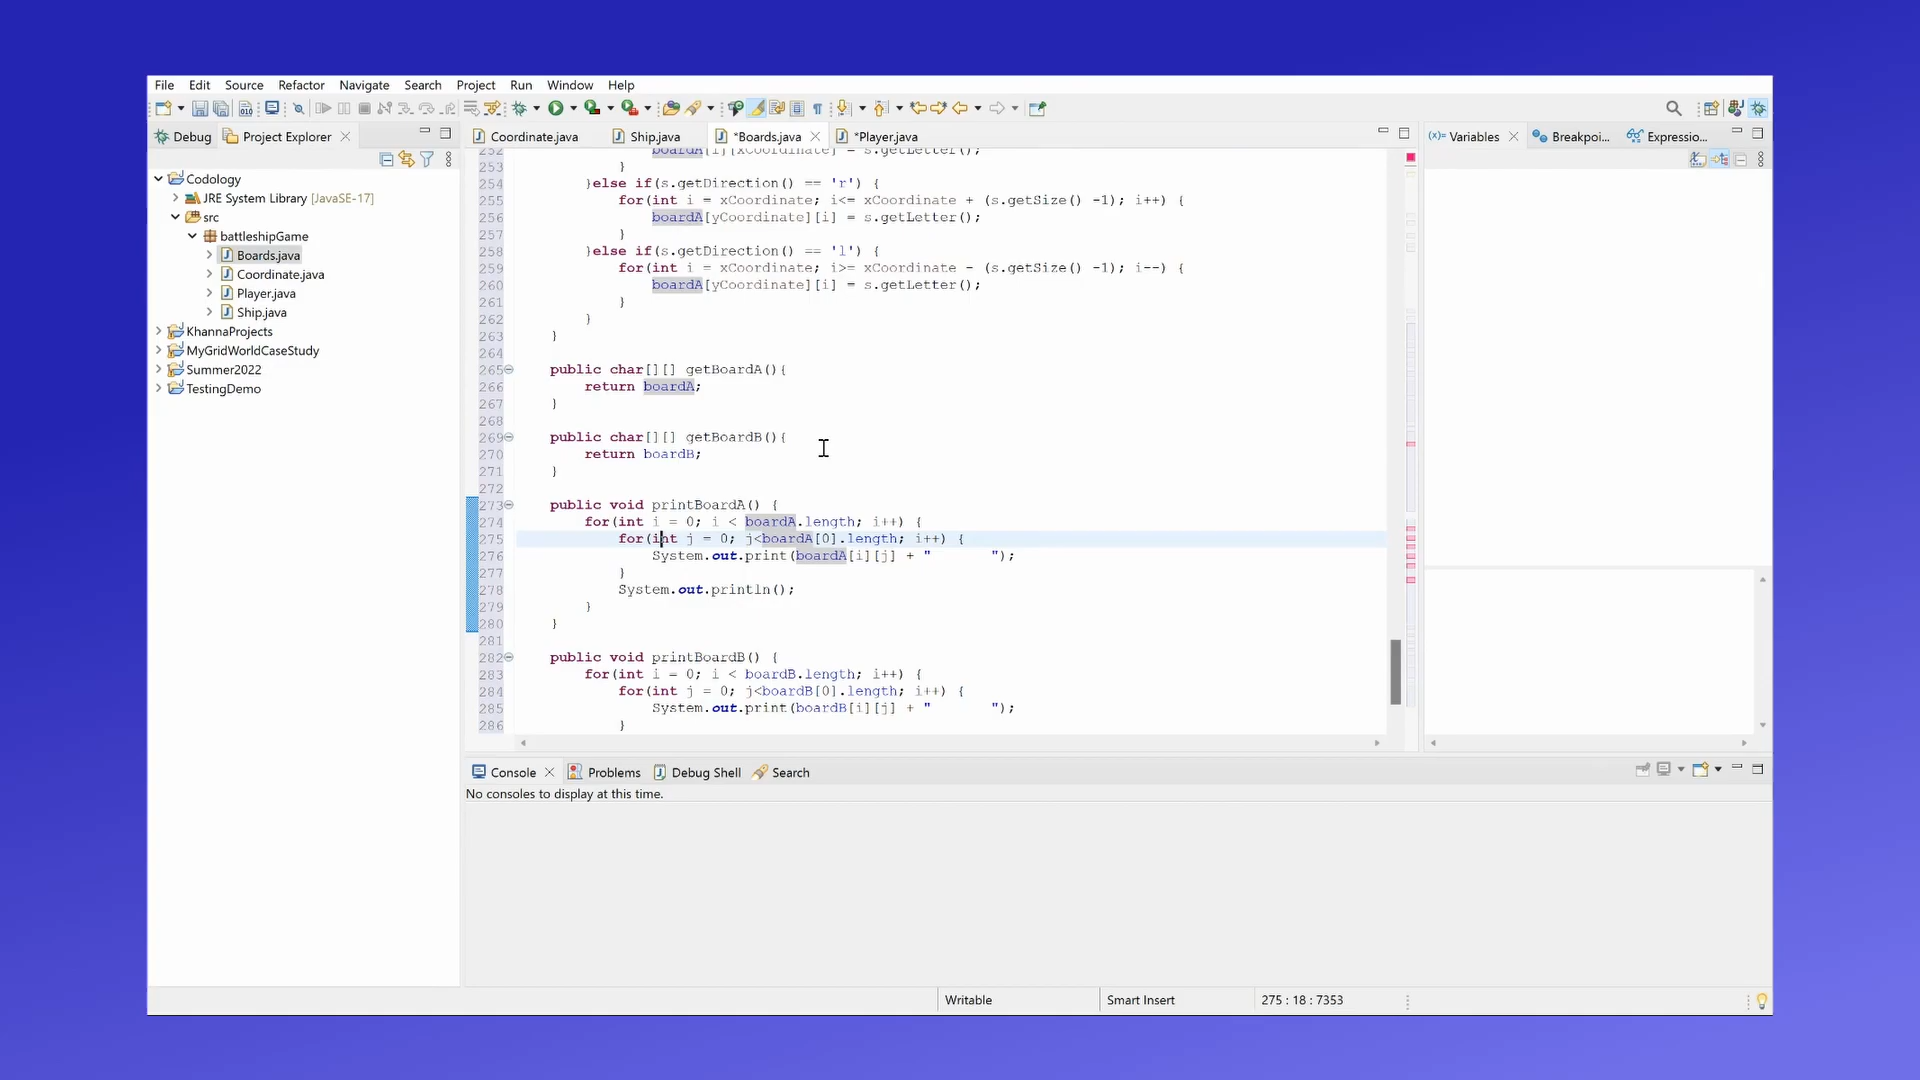 File Edit Source Refactor Navigate Search Project Run Window Help
Debug Project Explorer
Coordinate.java Ship.java *Boards.java *Player.java
(x)= Variables Breakpoi... Expressio...
Codology
JRE System Library [JavaSE-17]
src
battleshipGame
Boards.java
Coordinate.java
Player.java
Ship.java
KhannaProjects
MyGridWorldCaseStudy
Summer2022
TestingDemo
252 boardA[i][xCoordinate] = s.getLetter();
253 }
254 }else if(s.getDirection() == 'r') {
255 for(int i = xCoordinate; i<= xCoordinate + (s.getSize() -1); i++) {
256 boardA[yCoordinate][i] = s.getLetter();
257 }
258 }else if(s.getDirection() == 'l') {
259 for(int i = xCoordinate; i>= xCoordinate - (s.getSize() -1); i--) {
260 boardA[yCoordinate][i] = s.getLetter();
261 }
262 }
263 }
264
265 public char[][] getBoardA(){
266 return boardA;
267 }
268
269 public char[][] getBoardB(){
270 return boardB;
271 }
272
273 public void printBoardA() {
274 for(int i = 0; i < boardA.length; i++) {
275 for(int j = 0; j<boardA[0].length; i++) {
276 System.out.print(boardA[i][j] + "       ");
277 }
278 System.out.println();
279 }
280 }
281
282 public void printBoardB() {
283 for(int i = 0; i < boardB.length; i++) {
284 for(int j = 0; j<boardB[0].length; i++) {
285 System.out.print(boardB[i][j] + "       ");
286 }
Console Problems Debug Shell Search
No consoles to display at this time.
Writable Smart Insert 275 : 18 : 7353